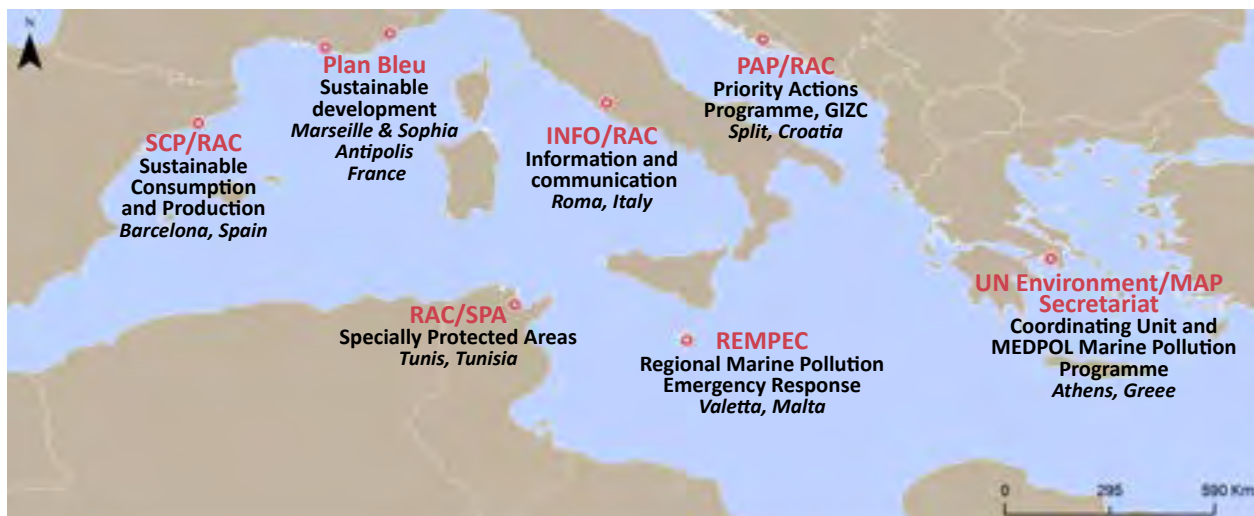 N
Plan Bleu
Sustainable
development
Marseille & Sophia
Antipolis
France
PAP/RAC
Priority Actions
Programme, GIZC
Split, Croatia
SCP/RAC
Sustainable
Consumption
and Production
Barcelona, Spain
INFO/RAC
Information and
communication
Roma, Italy
UN Environment/MAP
Secretariat
Coordinating Unit and
MEDPOL Marine Pollution
Programme
Athens, Greee
RAC/SPA
Specially Protected Areas
Tunis, Tunisia
REMPEC
Regional Marine Pollution
Emergency Response
Valetta, Malta
0 295 590 Km